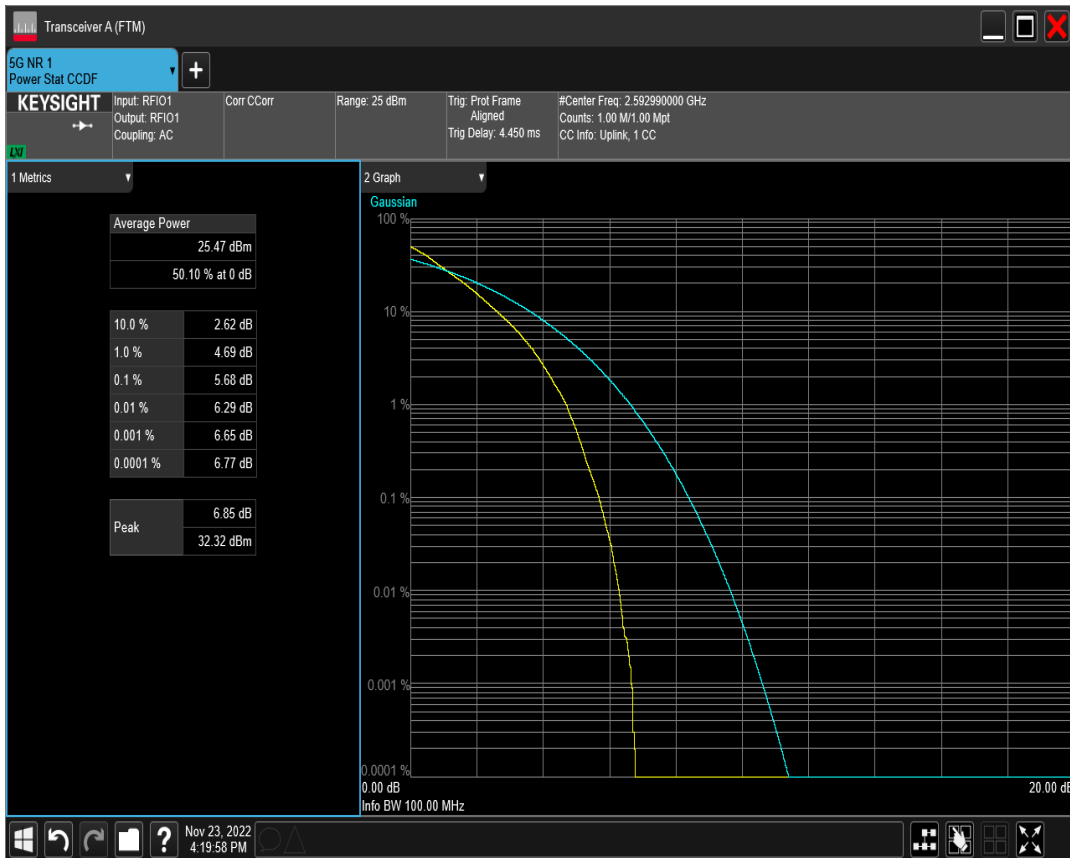 Transceiver A (FTM)
5G NR 1
Power Stat CCDF
+
KEYSIGHT
LXI
Input: RFIO1
Output: RFIO1
Coupling: AC
Corr CCorr
Range: 25 dBm
Trig: Prot Frame
Aligned
Trig Delay: 4.450 ms
#Center Freq: 2.592990000 GHz
Counts: 1.00 M/1.00 Mpt
CC Info: Uplink, 1 CC
1 Metrics
Average Power
25.47 dBm
50.10 % at 0 dB
10.0 % 2.62 dB
1.0 % 4.69 dB
0.1 % 5.68 dB
0.01 % 6.29 dB
0.001 % 6.65 dB
0.0001 % 6.77 dB
Peak 6.85 dB
32.32 dBm
2 Graph
Gaussian
100 %
10 %
1 %
0.1 %
0.01 %
0.001 %
0.0001 %
0.00 dB 20.00 dB
Info BW 100.00 MHz
?
Nov 23, 2022
4:19:58 PM